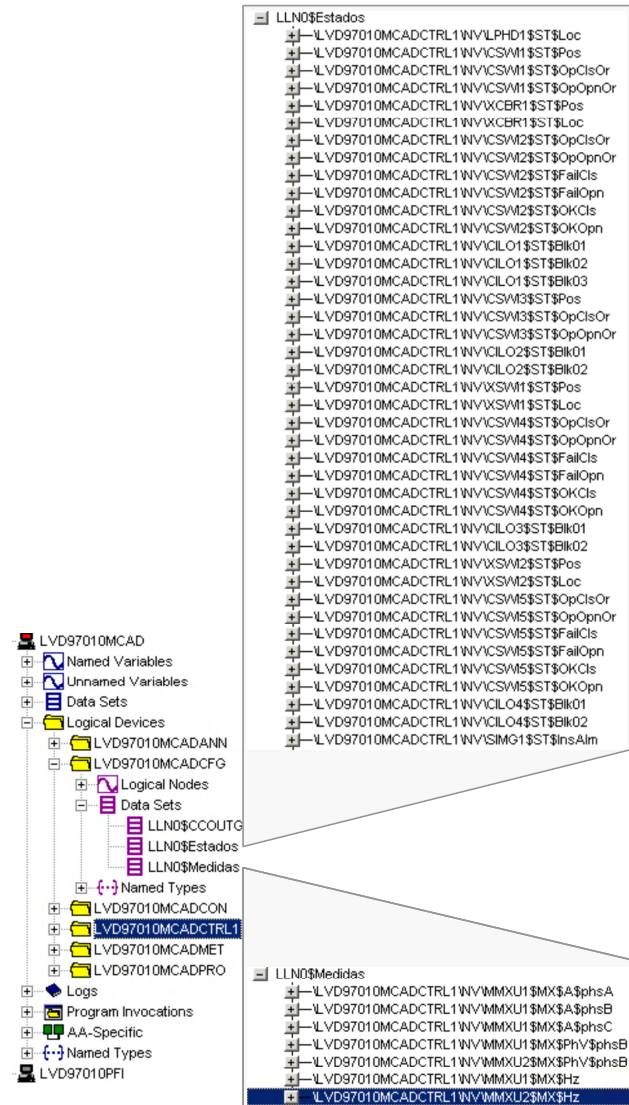 LLN0$Estados
\LVD97010MCADCTRL1\NV\LPHD1$ST$Loc
\LVD97010MCADCTRL1\NV\CSWI1$ST$Pos
\LVD97010MCADCTRL1\NV\CSWI1$ST$OpClsOr
\LVD97010MCADCTRL1\NV\CSWI1$ST$OpOpnOr
\LVD97010MCADCTRL1\NV\XCBR1$ST$Pos
\LVD97010MCADCTRL1\NV\XCBR1$ST$Loc
\LVD97010MCADCTRL1\NV\CSWI2$ST$OpClsOr
\LVD97010MCADCTRL1\NV\CSWI2$ST$OpOpnOr
\LVD97010MCADCTRL1\NV\CSWI2$ST$FailCls
\LVD97010MCADCTRL1\NV\CSWI2$ST$FailOpn
\LVD97010MCADCTRL1\NV\CSWI2$ST$OKCls
\LVD97010MCADCTRL1\NV\CSWI2$ST$OKOpn
\LVD97010MCADCTRL1\NV\CILO1$ST$Blk01
\LVD97010MCADCTRL1\NV\CILO1$ST$Blk02
\LVD97010MCADCTRL1\NV\CILO1$ST$Blk03
\LVD97010MCADCTRL1\NV\CSWI3$ST$Pos
\LVD97010MCADCTRL1\NV\CSWI3$ST$OpClsOr
\LVD97010MCADCTRL1\NV\CSWI3$ST$OpOpnOr
\LVD97010MCADCTRL1\NV\CILO2$ST$Blk01
\LVD97010MCADCTRL1\NV\CILO2$ST$Blk02
\LVD97010MCADCTRL1\NV\XSWI1$ST$Pos
\LVD97010MCADCTRL1\NV\XSWI1$ST$Loc
\LVD97010MCADCTRL1\NV\CSWI4$ST$OpClsOr
\LVD97010MCADCTRL1\NV\CSWI4$ST$OpOpnOr
\LVD97010MCADCTRL1\NV\CSWI4$ST$FailCls
\LVD97010MCADCTRL1\NV\CSWI4$ST$FailOpn
\LVD97010MCADCTRL1\NV\CSWI4$ST$OKCls
\LVD97010MCADCTRL1\NV\CSWI4$ST$OKOpn
\LVD97010MCADCTRL1\NV\CILO3$ST$Blk01
\LVD97010MCADCTRL1\NV\CILO3$ST$Blk02
\LVD97010MCADCTRL1\NV\XSWI2$ST$Pos
\LVD97010MCADCTRL1\NV\XSWI2$ST$Loc
\LVD97010MCADCTRL1\NV\CSWI5$ST$OpClsOr
\LVD97010MCADCTRL1\NV\CSWI5$ST$OpOpnOr
\LVD97010MCADCTRL1\NV\CSWI5$ST$FailCls
\LVD97010MCADCTRL1\NV\CSWI5$ST$FailOpn
\LVD97010MCADCTRL1\NV\CSWI5$ST$OKCls
\LVD97010MCADCTRL1\NV\CSWI5$ST$OKOpn
\LVD97010MCADCTRL1\NV\CILO4$ST$Blk01
\LVD97010MCADCTRL1\NV\CILO4$ST$Blk02
\LVD97010MCADCTRL1\NV\SIMG1$ST$InsAlm
LVD97010MCAD
Named Variables
Unnamed Variables
Data Sets
Logical Devices
LVD97010MCADANN
LVD97010MCADCFG
Logical Nodes
Data Sets
LLN0$CCOUTG
LLN0$Estados
LLN0$Medidas
Named Types
LVD97010MCADCON
LVD97010MCADCTRL1
LVD97010MCADMET
LVD97010MCADPRO
Logs
Program Invocations
AA-Specific
Named Types
LVD97010PFI
LLN0$Medidas
\LVD97010MCADCTRL1\NV\MMXU1$MX$A$phsA
\LVD97010MCADCTRL1\NV\MMXU1$MX$A$phsB
\LVD97010MCADCTRL1\NV\MMXU1$MX$A$phsC
\LVD97010MCADCTRL1\NV\MMXU1$MX$PhV$phsB
\LVD97010MCADCTRL1\NV\MMXU2$MX$PhV$phsB
\LVD97010MCADCTRL1\NV\MMXU1$MX$Hz
\LVD97010MCADCTRL1\NV\MMXU2$MX$Hz